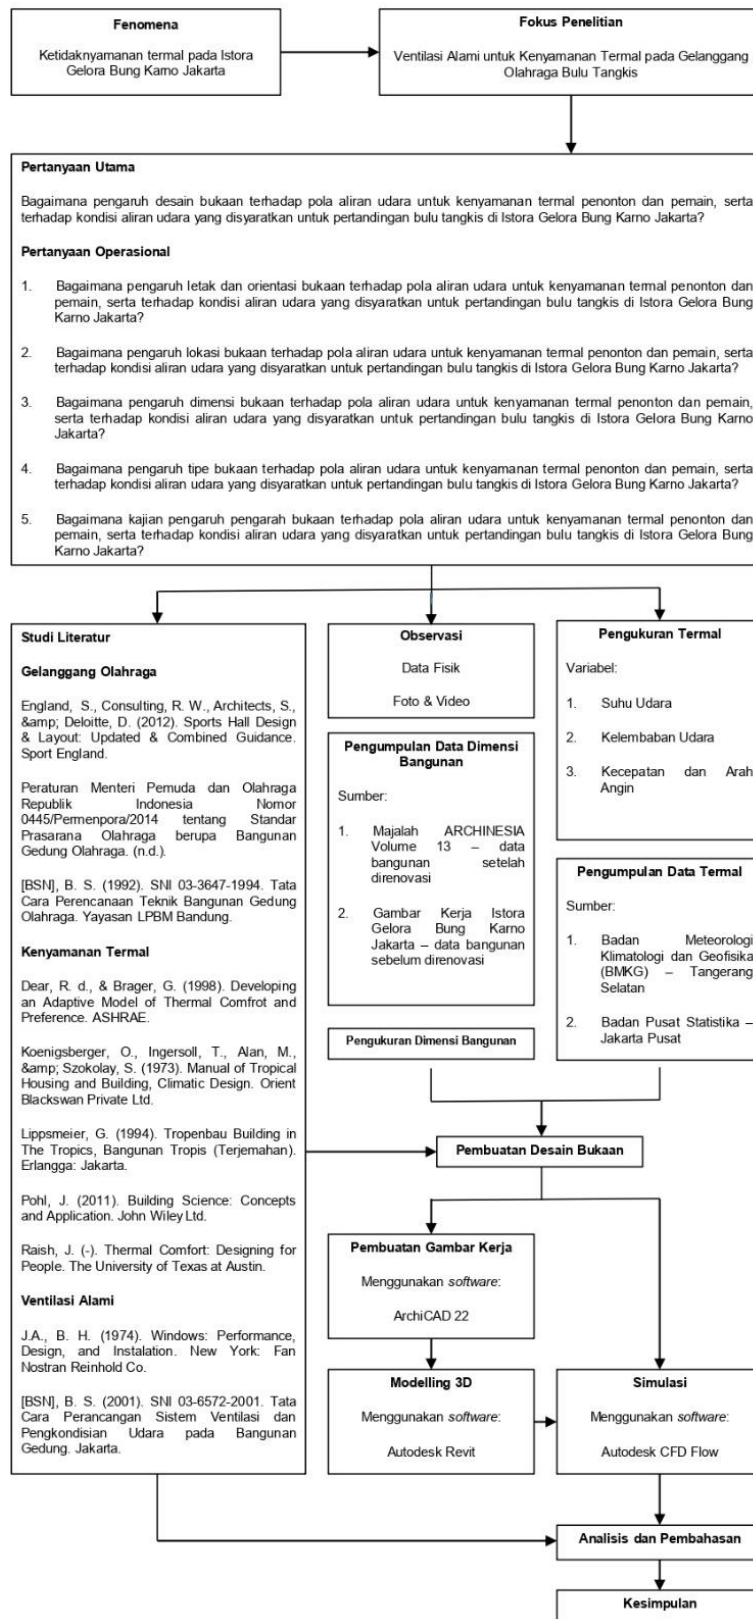 Fenomena
Ketidaknyamanan termal pada Istora
Gelora Bung Karno Jakarta
Fokus Penelitian
Ventilasi Alami untuk Kenyamanan Termal pada Gelanggang
Olahraga Bulu Tangkis
Pertanyaan Utama
Bagaimana pengaruh desain bukaan terhadap pola aliran udara untuk kenyamanan termal penonton dan pemain, serta
terhadap kondisi aliran udara yang disyaratkan untuk pertandingan bulu tangkis di Istora Gelora Bung Karno Jakarta?
Pertanyaan Operasional
1. Bagaimana pengaruh letak dan orientasi bukaan terhadap pola aliran udara untuk kenyamanan termal penonton dan
pemain, serta terhadap kondisi aliran udara yang disyaratkan untuk pertandingan bulu tangkis di Istora Gelora Bung
Karno Jakarta?
2. Bagaimana pengaruh lokasi bukaan terhadap pola aliran udara untuk kenyamanan termal penonton dan pemain, serta
terhadap kondisi aliran udara yang disyaratkan untuk pertandingan bulu tangkis di Istora Gelora Bung Karno Jakarta?
3. Bagaimana pengaruh dimensi bukaan terhadap pola aliran udara untuk kenyamanan termal penonton dan pemain,
serta terhadap kondisi aliran udara yang disyaratkan untuk pertandingan bulu tangkis di Istora Gelora Bung Karno
Jakarta?
4. Bagaimana pengaruh tipe bukaan terhadap pola aliran udara untuk kenyamanan termal penonton dan pemain, serta
terhadap kondisi aliran udara yang disyaratkan untuk pertandingan bulu tangkis di Istora Gelora Bung Karno Jakarta?
5. Bagaimana kajian pengaruh pengarah bukaan terhadap pola aliran udara untuk kenyamanan termal penonton dan
pemain, serta terhadap kondisi aliran udara yang disyaratkan untuk pertandingan bulu tangkis di Istora Gelora Bung
Karno Jakarta?
Studi Literatur
Gelanggang Olahraga
England, S., Consulting, R. W., Architects, S.,
&amp; Deloitte, D. (2012). Sports Hall Design
& Layout: Updated & Combined Guidance.
Sport England.
Peraturan Menteri Pemuda dan Olahraga
Republik Indonesia Nomor
0445/Permenpora/2014 tentang Standar
Prasarana Olahraga berupa Bangunan
Gedung Olahraga. (n.d.).
[BSN], B. S. (1992). SNI 03-3647-1994. Tata
Cara Perencanaan Teknik Bangunan Gedung
Olahraga. Yayasan LPBM Bandung.
Kenyamanan Termal
Dear, R. d., & Brager, G. (1998). Developing
an Adaptive Model of Thermal Comfrot and
Preference. ASHRAE.
Koenigsberger, O., Ingersoll, T., Alan, M.,
&amp; Szokolay, S. (1973). Manual of Tropical
Housing and Building, Climatic Design. Orient
Blackswan Private Ltd.
Lippsmeier, G. (1994). Tropenbau Building in
The Tropics, Bangunan Tropis (Terjemahan).
Erlangga: Jakarta.
Pohl, J. (2011). Building Science: Concepts
and Application. John Wiley Ltd.
Raish, J. (-). Thermal Comfort: Designing for
People. The University of Texas at Austin.
Ventilasi Alami
J.A., B. H. (1974). Windows: Performance,
Design, and Instalation. New York: Fan
Nostran Reinhold Co.
[BSN], B. S. (2001). SNI 03-6572-2001. Tata
Cara Perancangan Sistem Ventilasi dan
Pengkondisian Udara pada Bangunan
Gedung. Jakarta.
Observasi
Data Fisik
Foto & Video
Pengumpulan Data Dimensi
Bangunan
Sumber:
1. Majalah ARCHINESIA
Volume 13 – data
bangunan setelah
direnovasi
2. Gambar Kerja Istora
Gelora Bung Karno
Jakarta – data bangunan
sebelum direnovasi
Pengukuran Dimensi Bangunan
Pengukuran Termal
Variabel:
1. Suhu Udara
2. Kelembaban Udara
3. Kecepatan dan Arah
Angin
Pengumpulan Data Termal
Sumber:
1. Badan Meteorologi
Klimatologi dan Geofisika
(BMKG) – Tangerang
Selatan
2. Badan Pusat Statistika –
Jakarta Pusat
Pembuatan Desain Bukaan
Pembuatan Gambar Kerja
Menggunakan software:
ArchiCAD 22
Modelling 3D
Menggunakan software:
Autodesk Revit
Simulasi
Menggunakan software:
Autodesk CFD Flow
Analisis dan Pembahasan
Kesimpulan